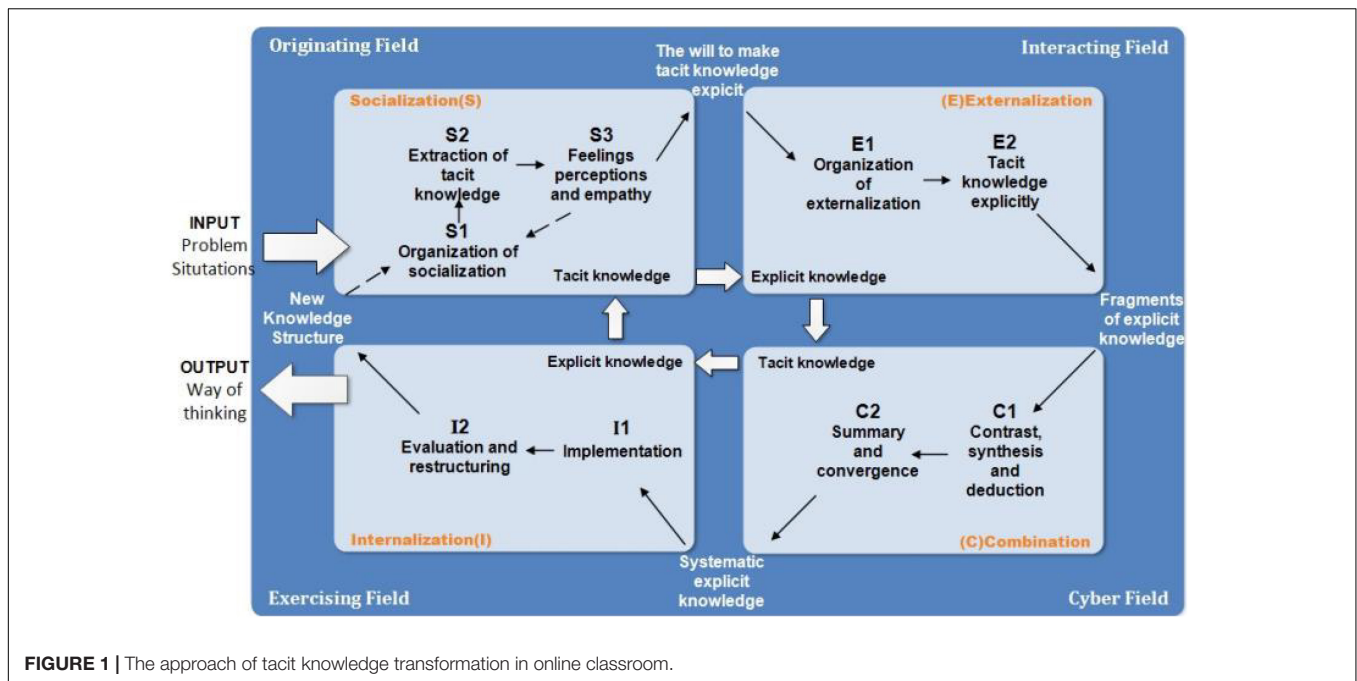 Originating Field
Interacting Field
The will to make
tacit knowledge
expicit
Socialization(S)
S2
Extraction of
tacit
knowledge
S3
Feelings
perceptions
and empathy
S1
Organization of
socialization
Tacit knowledge
(E)Externalization
E1
Organization
of
externalization
E2
Tacit
knowledge
explicitly
Explicit knowledge
INPUT
Problem
Situtations
New
Knowledge
Structure
Fragments
of explicit
knowledge
OUTPUT
Way of
thinking
Explicit knowledge
I2
Evaluation and
restructuring
I1
Implementation
Internalization(I)
Tacit knowledge
C2
Summary
and
convergence
C1
Contrast,
synthesis
and
deduction
(C)Combination
Systematic
explicit
knowledge
Exercising Field
Cyber Field
FIGURE 1 | The approach of tacit knowledge transformation in online classroom.